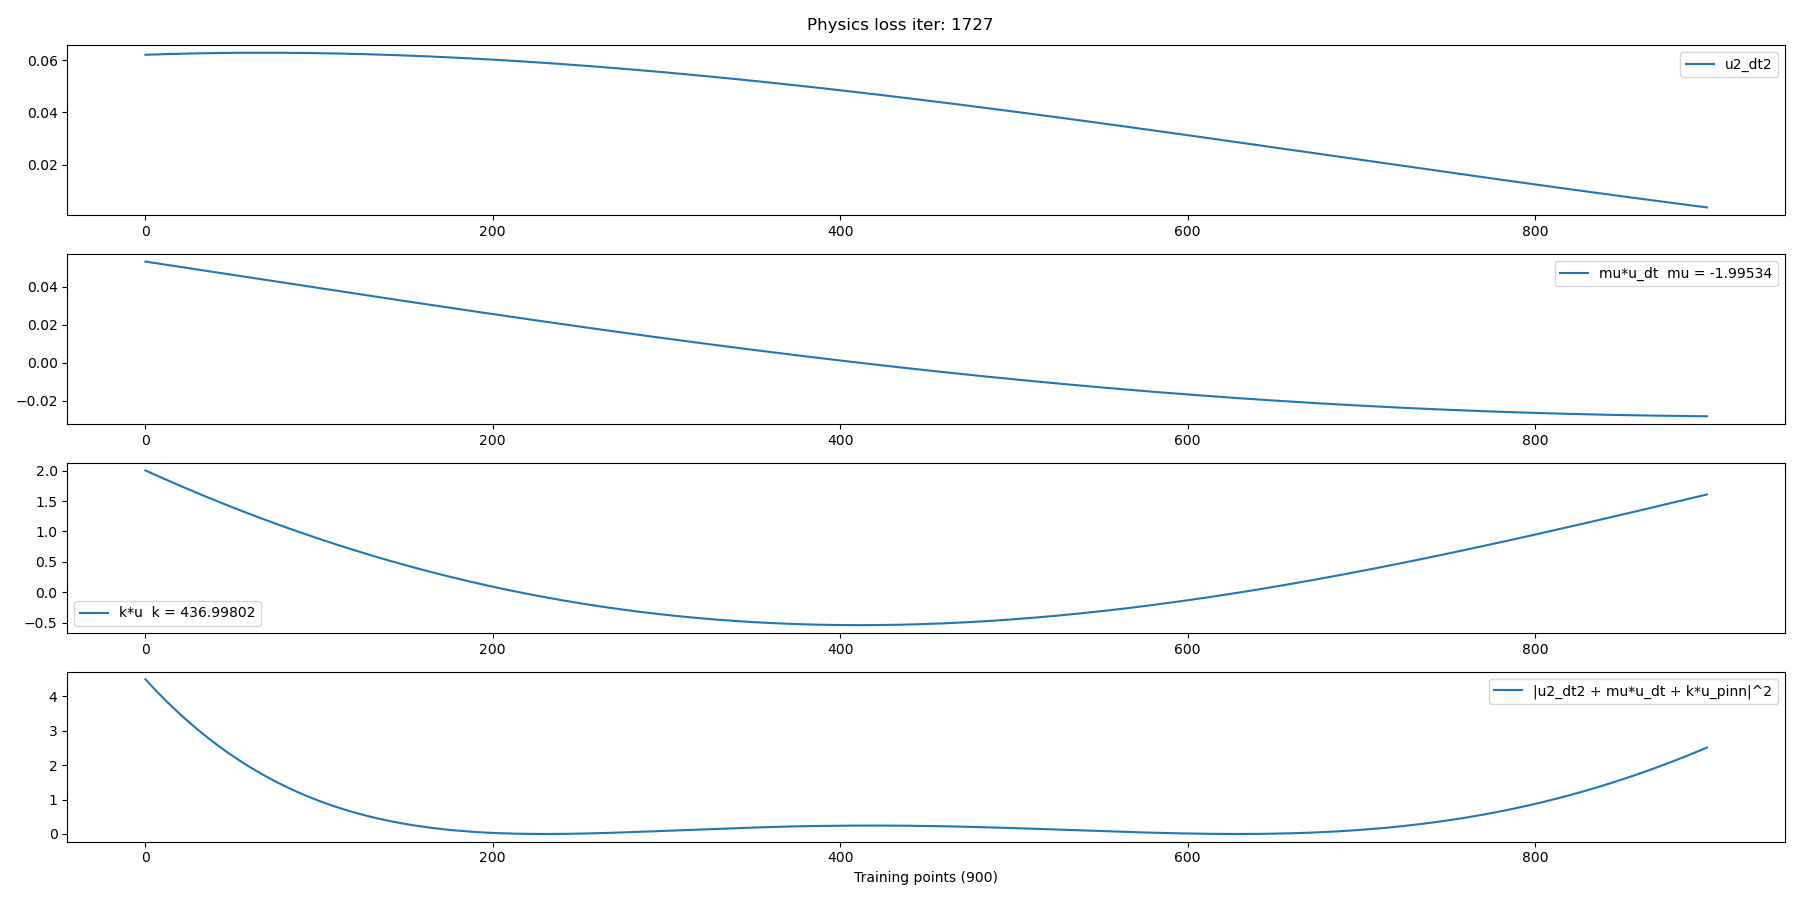 Physics loss iter: 1727
0.06
0.04
0.02
u2_dt2
0 200 400 600 800
0.04
0.02
0.00
−0.02
mu*u_dt  mu = -1.99534
0 200 400 600 800
2.0
1.5
1.0
0.5
0.0
−0.5
k*u  k = 436.99802
0 200 400 600 800
4
3
2
1
0
|u2_dt2 + mu*u_dt + k*u_pinn|^2
0 200 400 600 800
Training points (900)